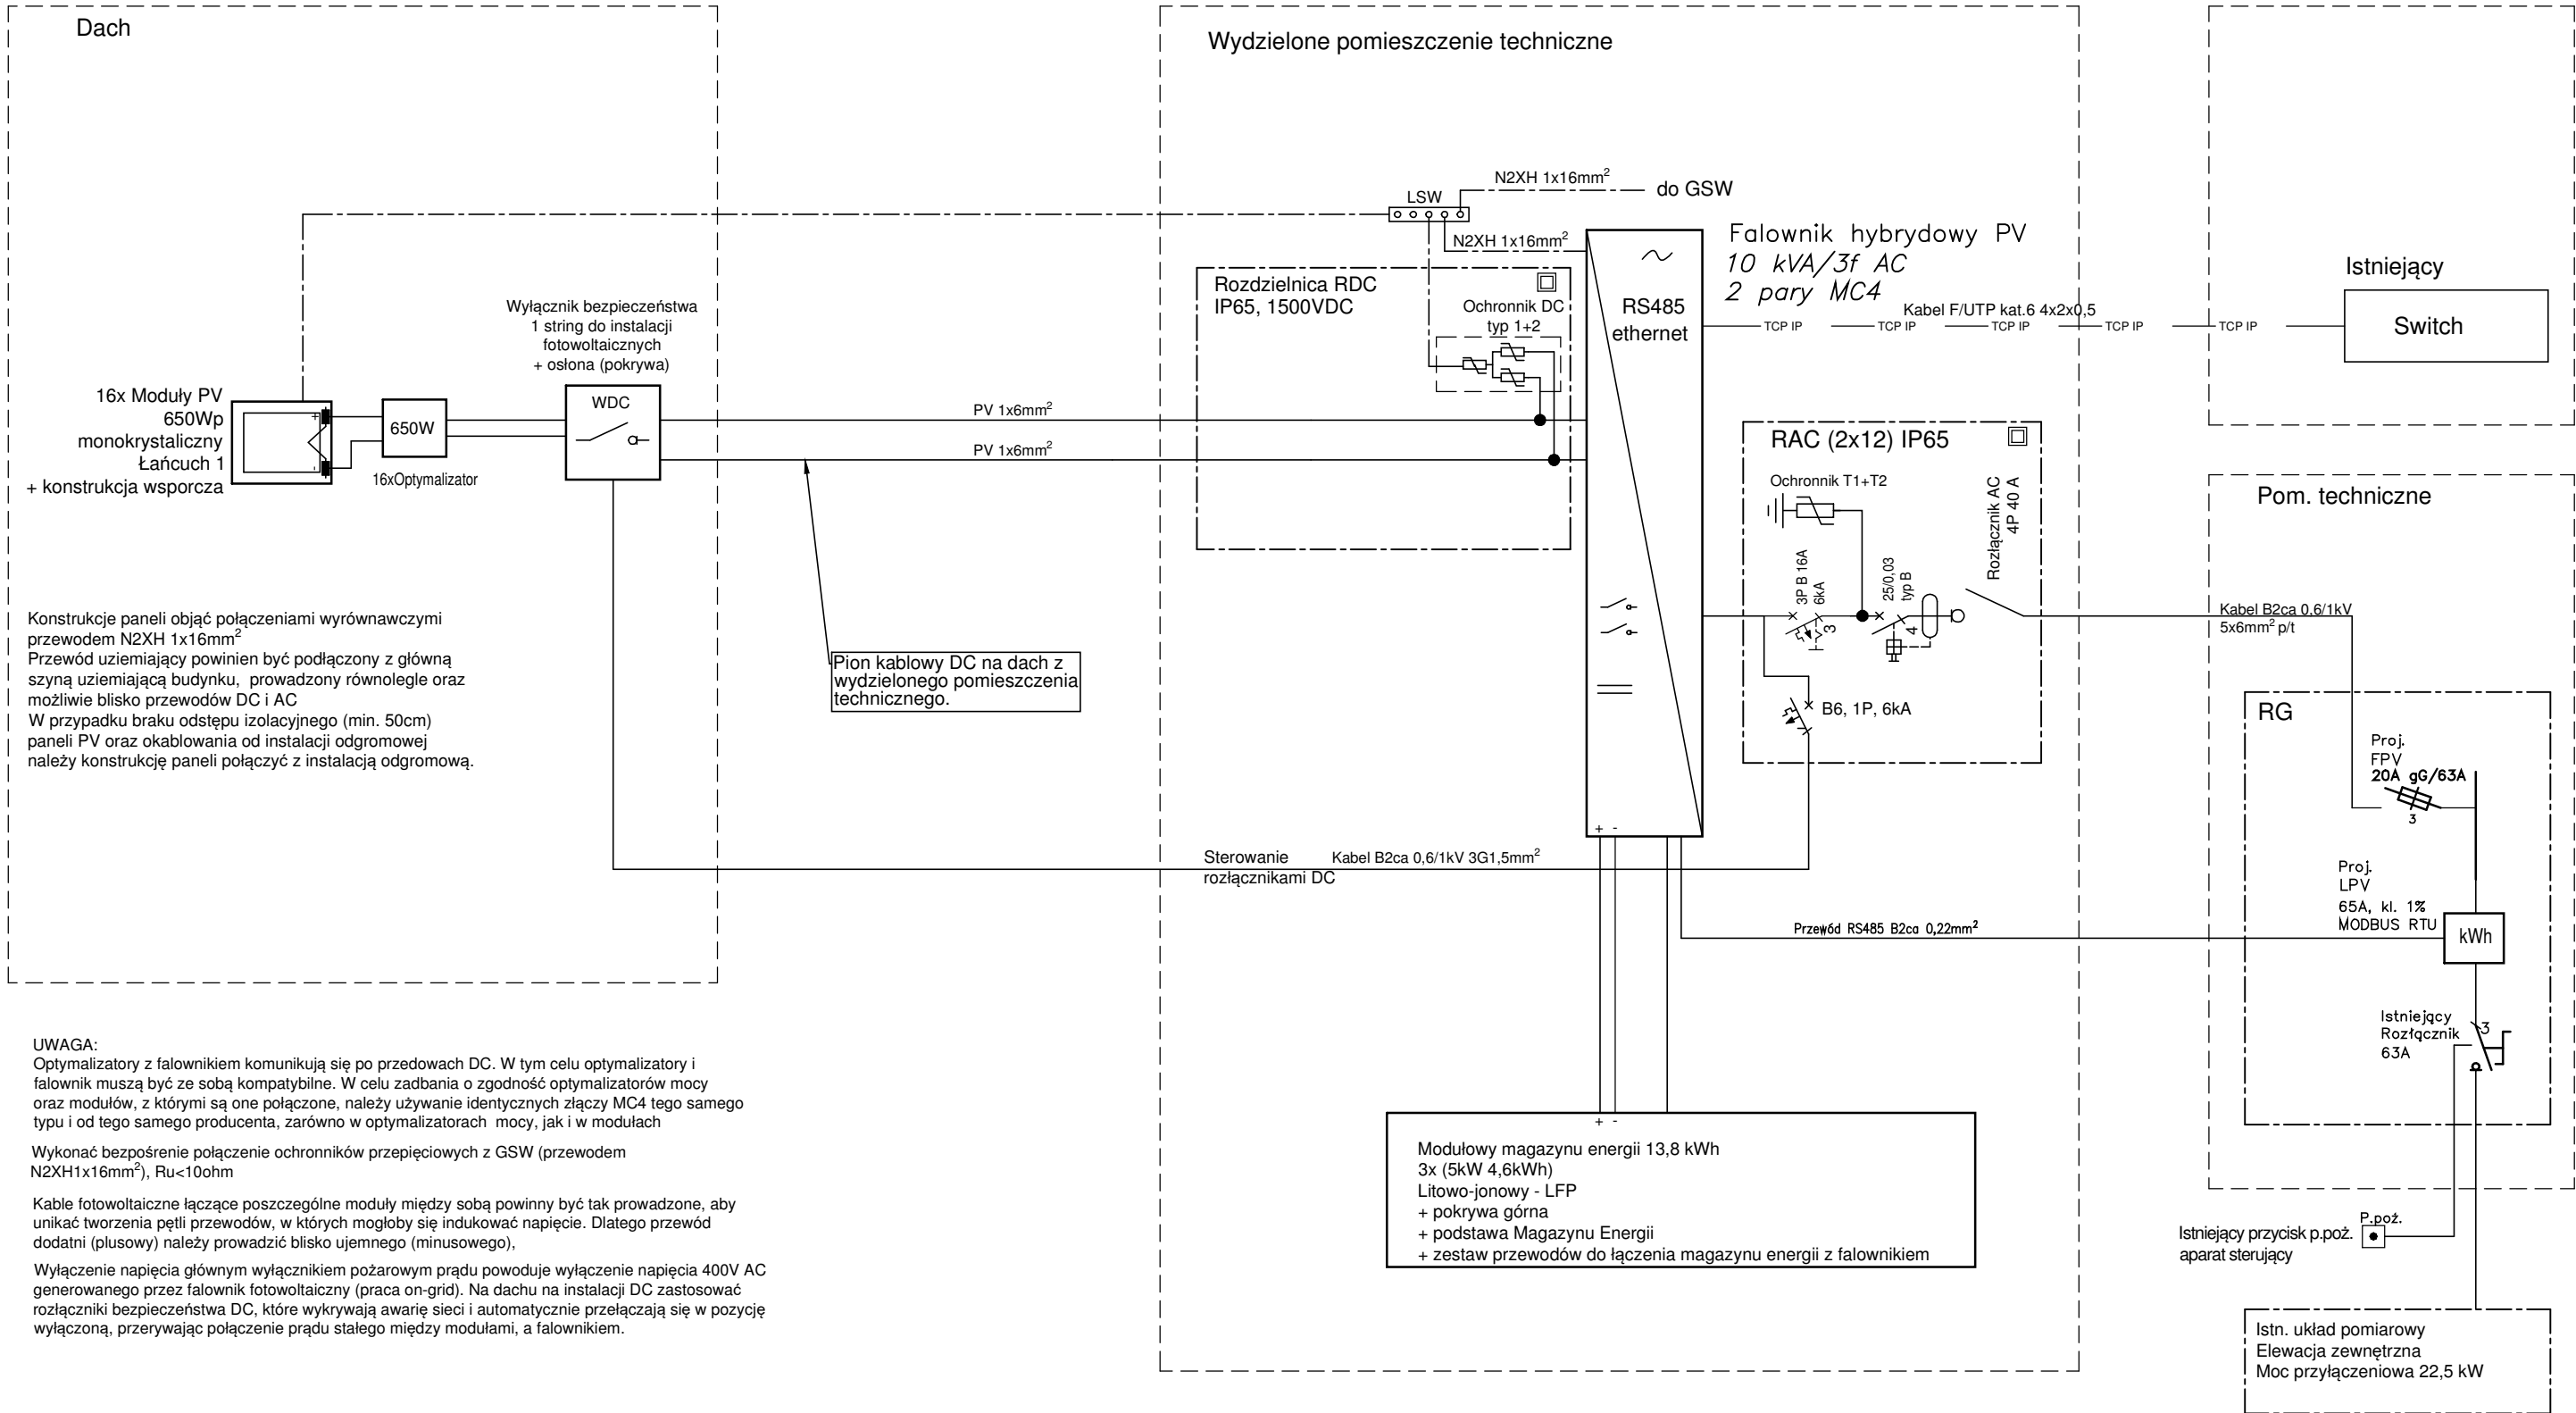 Dach
Wyłącznik bezpieczeństwa
1 string do instalacji
fotowoltaicznych
+ osłona (pokrywa)
16x Moduły PV
650Wp
monokrystaliczny
Łańcuch 1
+ konstrukcja wsporcza
+
-
650W
16xOptymalizator
WDC
PV 1x6mm²
PV 1x6mm²
Konstrukcje paneli objąć połączeniami wyrównawczymi
przewodem N2XH 1x16mm²
Przewód uziemiający powinien być podłączony z główną
szyną uziemiającą budynku, prowadzony równolegle oraz
możliwie blisko przewodów DC i AC
W przypadku braku odstępu izolacyjnego (min. 50cm)
paneli PV oraz okablowania od instalacji odgromowej
należy konstrukcję paneli połączyć z instalacją odgromową.
Pion kablowy DC na dach z
wydzielonego pomieszczenia
technicznego.
Wydzielone pomieszczenie techniczne
N2XH 1x16mm²
do GSW
LSW
N2XH 1x16mm²
Rozdzielnica RDC
IP65, 1500VDC
Ochronnik DC
typ 1+2
RS485
ethernet
+ -
Falownik hybrydowy PV
10 kVA/3f AC
2 pary MC4
Kabel F/UTP kat.6 4x2x0,5
TCP IP
TCP IP
TCP IP
TCP IP
TCP IP
Istniejący
Switch
RAC (2x12) IP65
Ochronnik T1+T2
Rozłącznik AC
4P 40 A
3P B 16A
6kA
3
25/0,03
typ B
4
B6, 1P, 6kA
Sterowanie
rozłącznikami DC
Kabel B2ca 0,6/1kV 3G1,5mm²
Przewód RS485 B2ca 0,22mm²
Pom. techniczne
Kabel B2ca 0,6/1kV
5x6mm² p/t
RG
Proj.
FPV
20A gG/63A
3
Proj.
LPV
65A, kl. 1%
MODBUS RTU
kWh
Istniejący
Rozłącznik
63A
3
P.poż.
Istniejący przycisk p.poż.
aparat sterujący
Istn. układ pomiarowy
Elewacja zewnętrzna
Moc przyłączeniowa 22,5 kW
+ -
Modułowy magazynu energii 13,8 kWh
3x (5kW 4,6kWh)
Litowo-jonowy - LFP
+ pokrywa górna
+ podstawa Magazynu Energii
+ zestaw przewodów do łączenia magazynu energii z falownikiem
UWAGA:
Optymalizatory z falownikiem komunikują się po przedowach DC. W tym celu optymalizatory i
falownik muszą być ze sobą kompatybilne. W celu zadbania o zgodność optymalizatorów mocy
oraz modułów, z którymi są one połączone, należy używanie identycznych złączy MC4 tego samego
typu i od tego samego producenta, zarówno w optymalizatorach mocy, jak i w modułach
Wykonać bezpośrenie połączenie ochronników przepięciowych z GSW (przewodem
N2XH1x16mm²), Ru<10ohm
Kable fotowoltaiczne łączące poszczególne moduły między sobą powinny być tak prowadzone, aby
unikać tworzenia pętli przewodów, w których mogłoby się indukować napięcie. Dlatego przewód
dodatni (plusowy) należy prowadzić blisko ujemnego (minusowego),
Wyłączenie napięcia głównym wyłącznikiem pożarowym prądu powoduje wyłączenie napięcia 400V AC
generowanego przez falownik fotowoltaiczny (praca on-grid). Na dachu na instalacji DC zastosować
rozłączniki bezpieczeństwa DC, które wykrywają awarię sieci i automatycznie przełączają się w pozycję
wyłączoną, przerywając połączenie prądu stałego między modułami, a falownikiem.